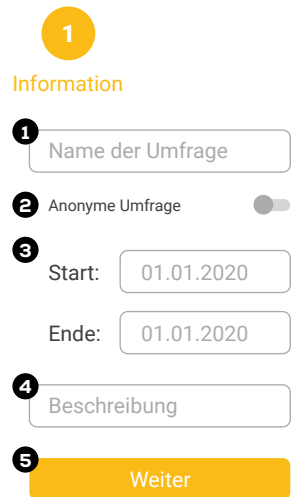 1
Information
1
Name der Umfrage
2 Anonyme Umfrage
3
Start: 01.01.2020
Ende: 01.01.2020
4
Beschreibung
5
Weiter